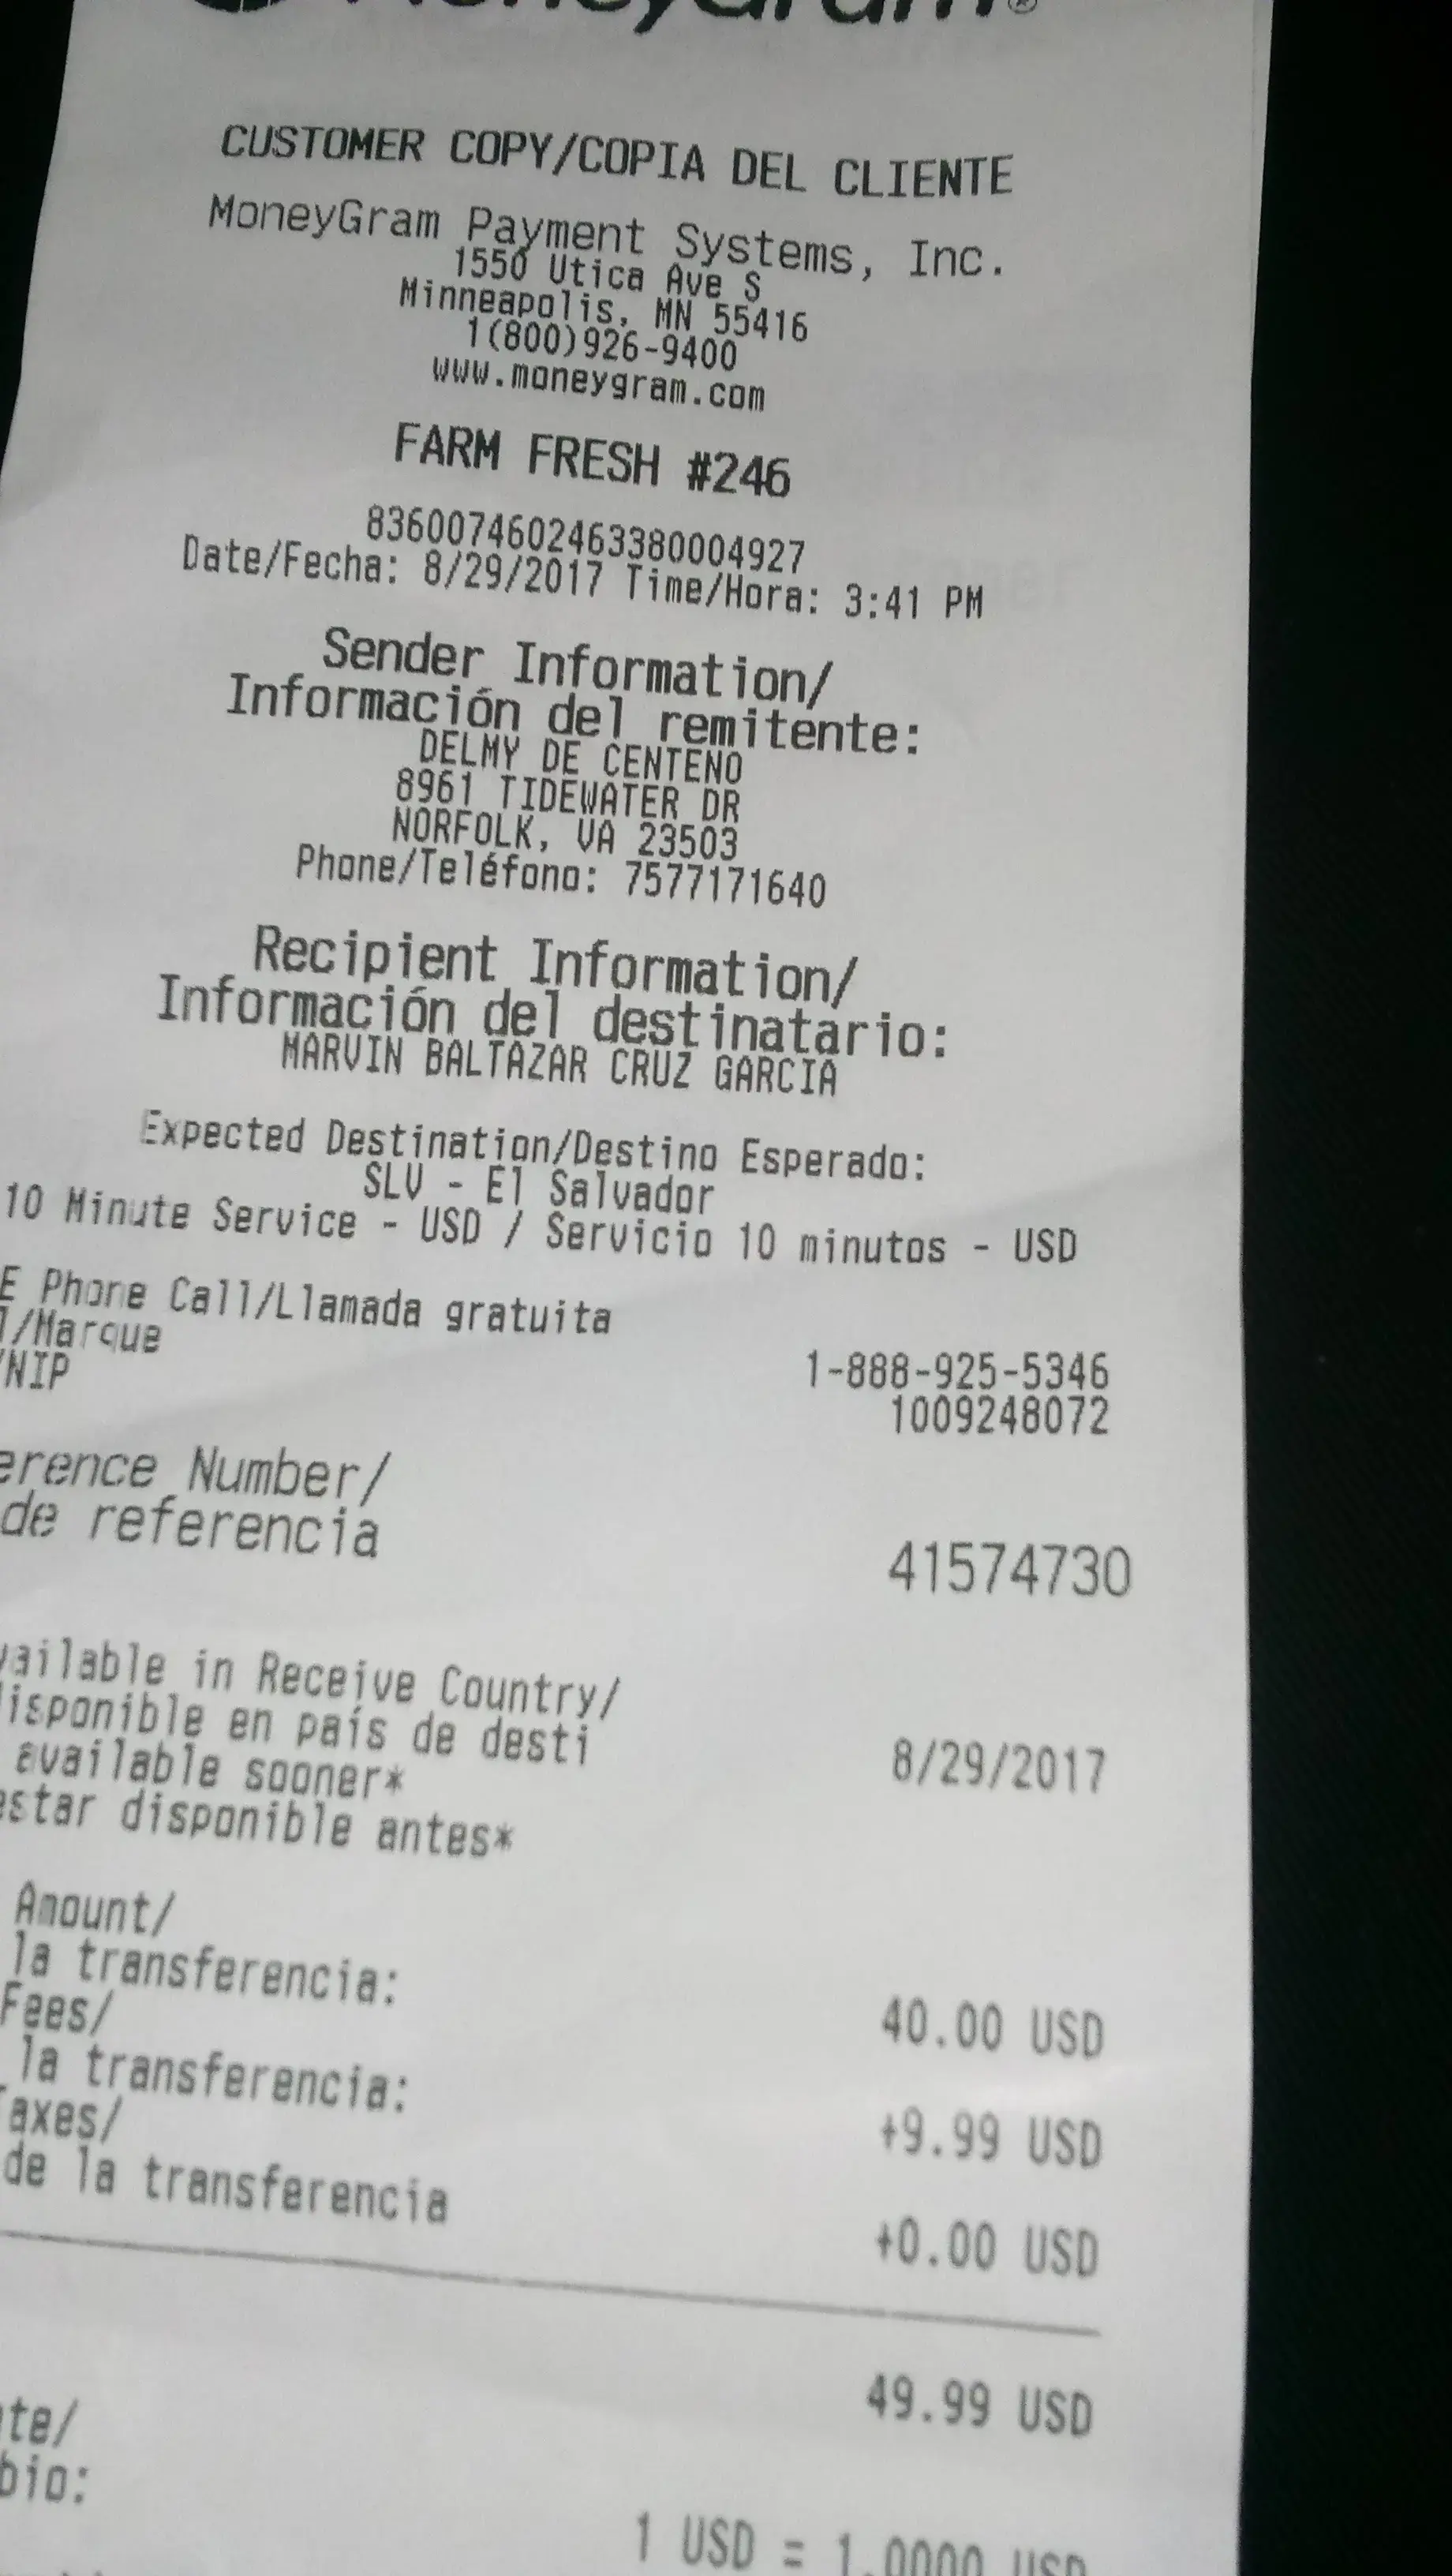 MoneyGram®
CUSTOMER COPY/COPIA DEL CLIENTE
MoneyGram Payment Systems, Inc.
1550 Utica Ave S
Minneapolis, MN 55416
1(800)926-9400
www.moneygram.com
FARM FRESH #246
8360074602463380004927
Date/Fecha: 8/29/2017 Time/Hora: 3:41 PM
Sender Information/
Información del remitente:
DELMY DE CENTENO
8961 TIDEWATER DR
NORFOLK, VA 23503
Phone/Teléfono: 7577171640
Recipient Information/
Información del destinatario:
MARVIN BALTAZAR CRUZ GARCIA
Expected Destination/Destino Esperado:
SLV - El Salvador
10 Minute Service - USD / Servicio 10 minutos - USD
E Phone Call/Llamada gratuita
l/Marque 1-888-925-5346
/NIP 1009248072
erence Number/
de referencia 41574730
vailable in Receive Country/
disponible en país de desti 8/29/2017
available sooner*
estar disponible antes*
Amount/
la transferencia: 40.00 USD
Fees/
la transferencia: +9.99 USD
Taxes/
de la transferencia +0.00 USD
49.99 USD
te/
bio:
1 USD = 1.0000 USD